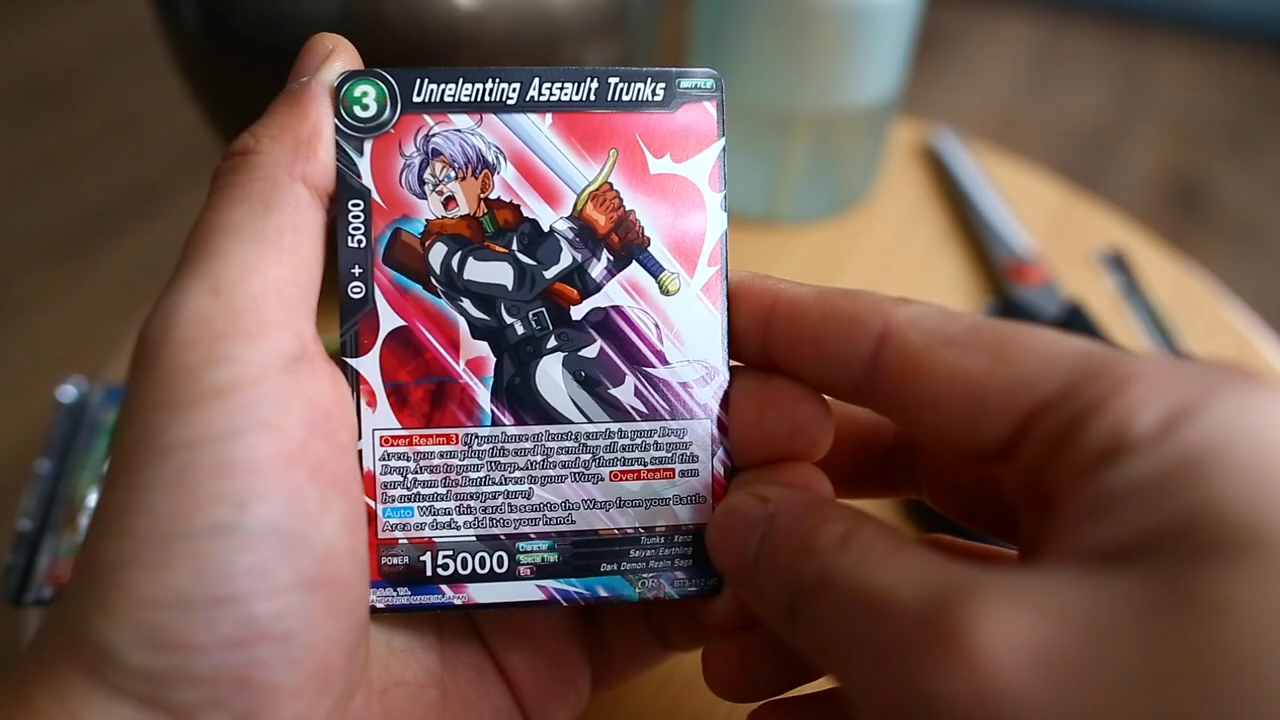 3
Unrelenting Assault Trunks
BATTLE
0 + 5000
Over Realm 3 (If you have at least 3 cards in your Drop
Area, you can play this card by sending all cards in your
Drop Area to your Warp. At the end of that turn, send this
card from the Battle Area to your Warp. Over Realm can
be activated once per turn)
Auto When this card is sent to the Warp from your Battle
Area or deck, add it to your hand.
POWER 15000
Character Trunks : Xeno
Special Trait Saiyan/Earthling
Era Dark Demon Realm Saga
BT3-112 UC
2018 MADE IN JAPAN